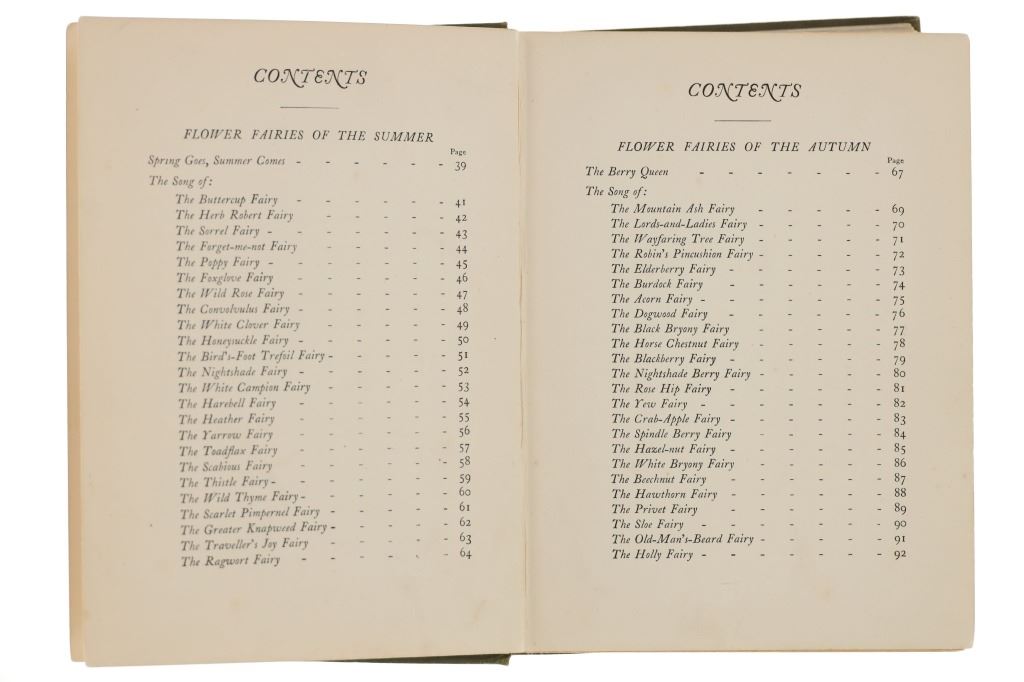 CONTENTS
FLOWER FAIRIES OF THE SUMMER
Page
Spring Goes, Summer Comes - - - - - - 39
The Song of:
The Buttercup Fairy - - - - - - 41
The Herb Robert Fairy - - - - - 42
The Sorrel Fairy - - - - - - - 43
The Forget-me-not Fairy - - - - - 44
The Poppy Fairy - - - - - - - 45
The Foxglove Fairy - - - - - - 46
The Wild Rose Fairy - - - - - - 47
The Convolvulus Fairy - - - - - - 48
The White Clover Fairy - - - - - 49
The Honeysuckle Fairy - - - - - - 50
The Bird's-Foot Trefoil Fairy - - - - - 51
The Nightshade Fairy - - - - - - 52
The White Campion Fairy - - - - - 53
The Harebell Fairy - - - - - - 54
The Heather Fairy - - - - - - 55
The Yarrow Fairy - - - - - - 56
The Toadflax Fairy - - - - - - 57
The Scabious Fairy - - - - - - 58
The Thistle Fairy - - - - - - - 59
The Wild Thyme Fairy - - - - - - 60
The Scarlet Pimpernel Fairy - - - - - 61
The Greater Knapweed Fairy - - - - - 62
The Traveller's Joy Fairy - - - - - 63
The Ragwort Fairy - - - - - - 64
CONTENTS
FLOWER FAIRIES OF THE AUTUMN
Page
The Berry Queen - - - - - - - 67
The Song of:
The Mountain Ash Fairy - - - - - 69
The Lords-and-Ladies Fairy - - - - - 70
The Wayfaring Tree Fairy - - - - - 71
The Robin's Pincushion Fairy - - - - - 72
The Elderberry Fairy - - - - - - 73
The Burdock Fairy - - - - - - 74
The Acorn Fairy - - - - - - - 75
The Dogwood Fairy - - - - - - 76
The Black Bryony Fairy - - - - - 77
The Horse Chestnut Fairy - - - - - 78
The Blackberry Fairy - - - - - - 79
The Nightshade Berry Fairy - - - - - 80
The Rose Hip Fairy - - - - - - 81
The Yew Fairy - - - - - - - 82
The Crab-Apple Fairy - - - - - - 83
The Spindle Berry Fairy - - - - - 84
The Hazel-nut Fairy - - - - - - 85
The White Bryony Fairy - - - - - 86
The Beechnut Fairy - - - - - - 87
The Hawthorn Fairy - - - - - - 88
The Privet Fairy - - - - - - 89
The Sloe Fairy - - - - - - - 90
The Old-Man's-Beard Fairy - - - - - 91
The Holly Fairy - - - - - - - 92